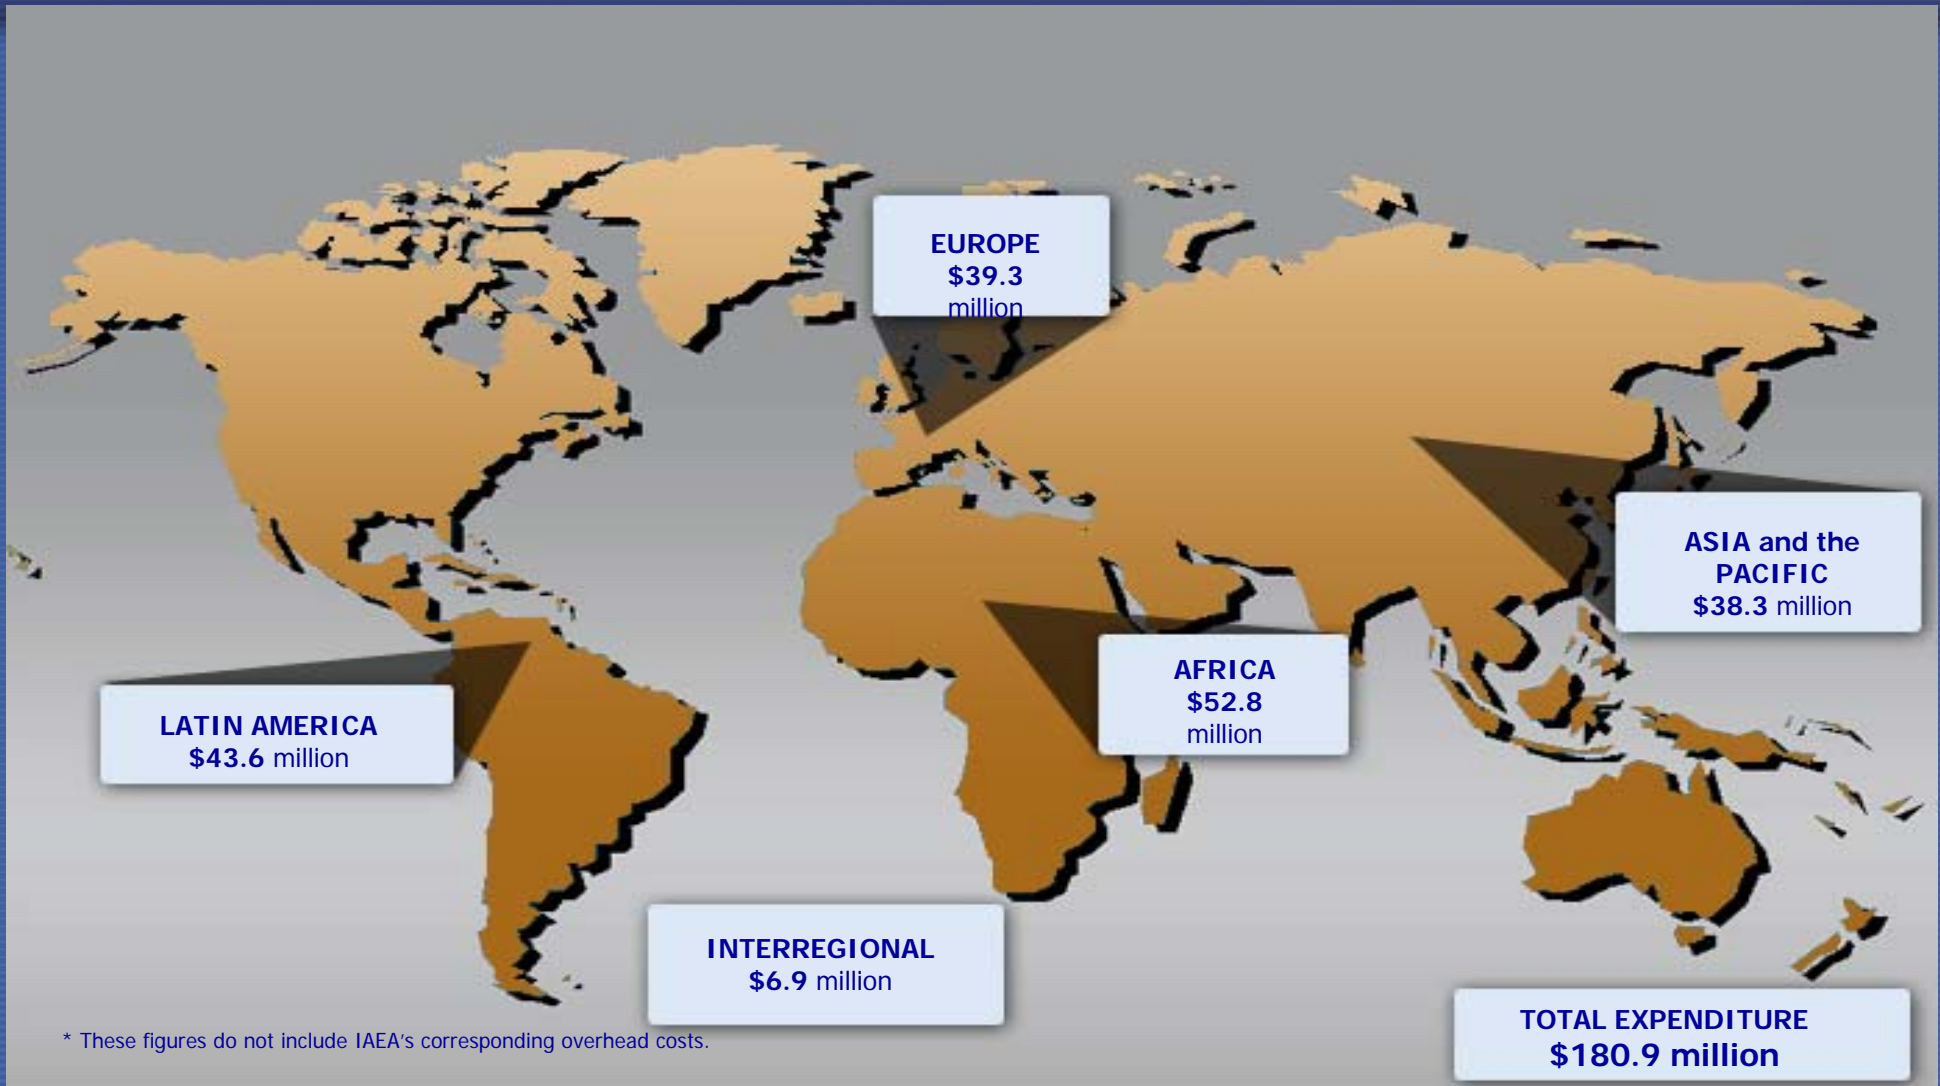 EUROPE
$39.3
million
ASIA and the
PACIFIC
$38.3 million
AFRICA
$52.8
million
LATIN AMERICA
$43.6 million
INTERREGIONAL
$6.9 million
TOTAL EXPENDITURE
$180.9 million
* These figures do not include IAEA's corresponding overhead costs.